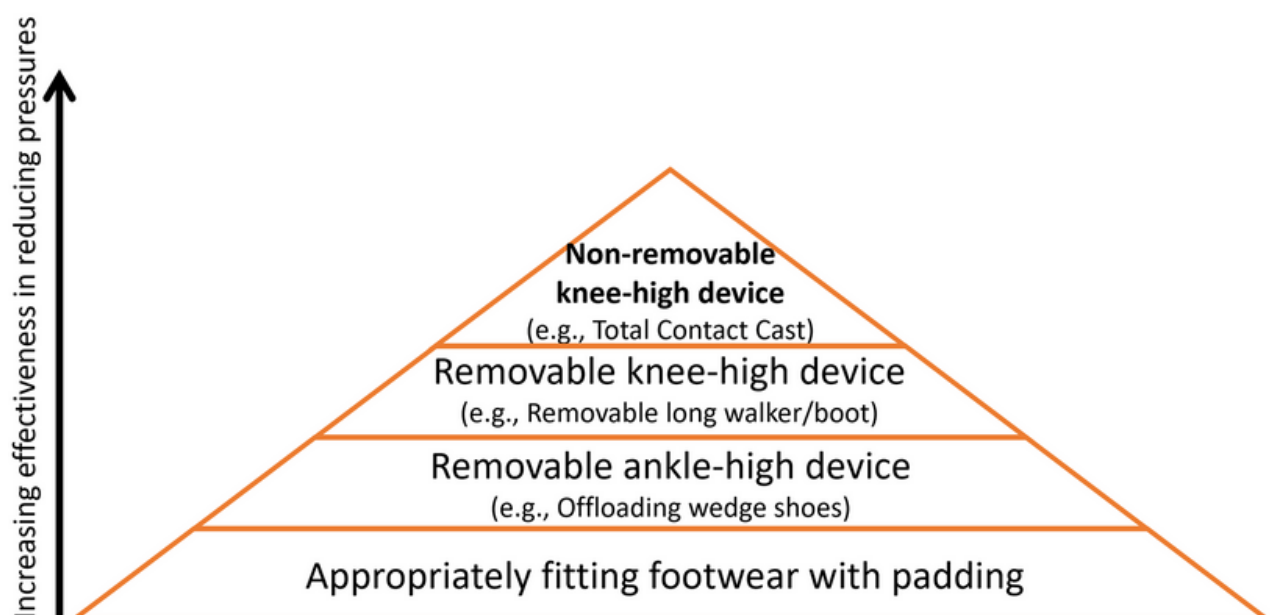 Increasing effectiveness in reducing pressures
Non-removable
knee-high device
(e.g., Total Contact Cast)
Removable knee-high device
(e.g., Removable long walker/boot)
Removable ankle-high device
(e.g., Offloading wedge shoes)
Appropriately fitting footwear with padding